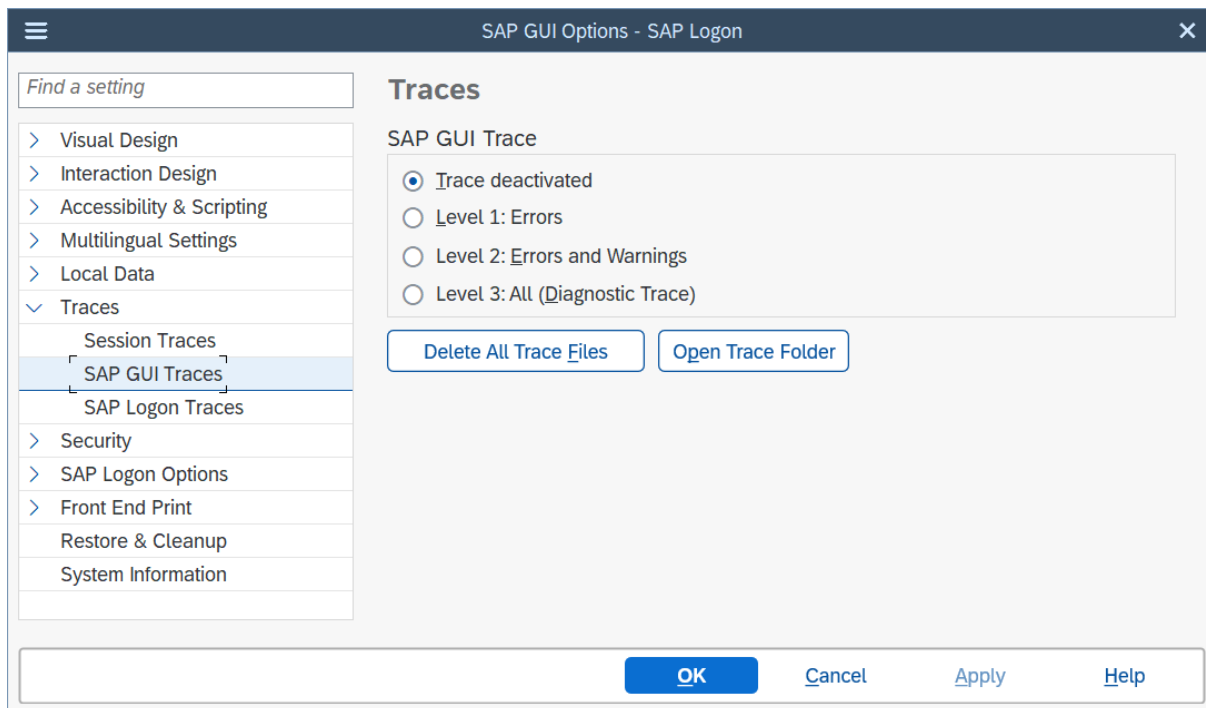 SAP GUI Options - SAP Logon
Find a setting
Visual Design
Interaction Design
Accessibility & Scripting
Multilingual Settings
Local Data
Traces
Session Traces
SAP GUI Traces
SAP Logon Traces
Security
SAP Logon Options
Front End Print
Restore & Cleanup
System Information
Traces
SAP GUI Trace
Trace deactivated
Level 1: Errors
Level 2: Errors and Warnings
Level 3: All (Diagnostic Trace)
Delete All Trace Files Open Trace Folder
OK Cancel Apply Help